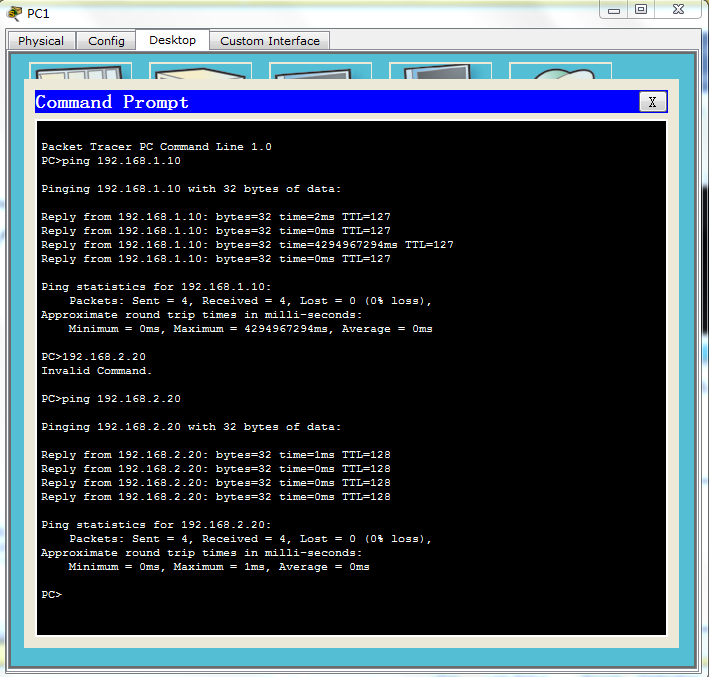 PC1
Physical Config Desktop Custom Interface
Command Prompt X
Packet Tracer PC Command Line 1.0
PC>ping 192.168.1.10
Pinging 192.168.1.10 with 32 bytes of data:
Reply from 192.168.1.10: bytes=32 time=2ms TTL=127
Reply from 192.168.1.10: bytes=32 time=0ms TTL=127
Reply from 192.168.1.10: bytes=32 time=4294967294ms TTL=127
Reply from 192.168.1.10: bytes=32 time=0ms TTL=127
Ping statistics for 192.168.1.10:
Packets: Sent = 4, Received = 4, Lost = 0 (0% loss),
Approximate round trip times in milli-seconds:
Minimum = 0ms, Maximum = 4294967294ms, Average = 0ms
PC>192.168.2.20
Invalid Command.
PC>ping 192.168.2.20
Pinging 192.168.2.20 with 32 bytes of data:
Reply from 192.168.2.20: bytes=32 time=1ms TTL=128
Reply from 192.168.2.20: bytes=32 time=0ms TTL=128
Reply from 192.168.2.20: bytes=32 time=0ms TTL=128
Reply from 192.168.2.20: bytes=32 time=0ms TTL=128
Ping statistics for 192.168.2.20:
Packets: Sent = 4, Received = 4, Lost = 0 (0% loss),
Approximate round trip times in milli-seconds:
Minimum = 0ms, Maximum = 1ms, Average = 0ms
PC>